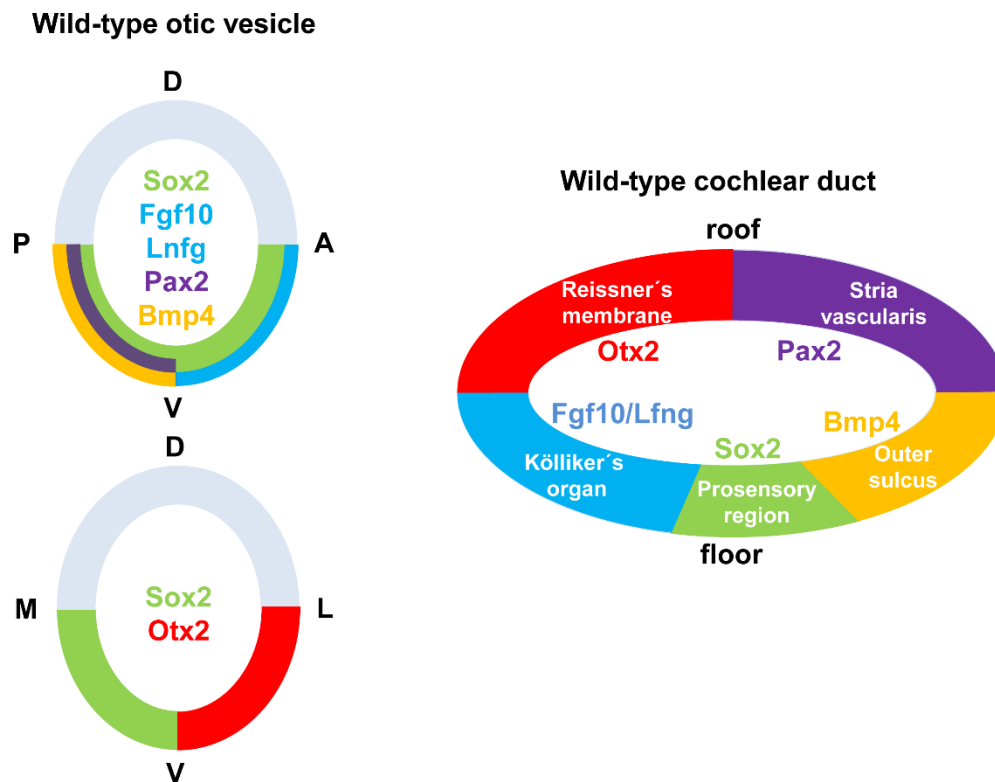 Wild-type otic vesicle
D
Sox2
Fgf10
Lnfg
Pax2
Bmp4
P
A
V
D
Sox2
Otx2
M
L
V
Wild-type cochlear duct
roof
Reissner´s
membrane
Stria
vascularis
Otx2
Pax2
Fgf10/Lfng
Bmp4
Sox2
Kölliker´s
organ
Prosensory
region
Outer
sulcus
floor